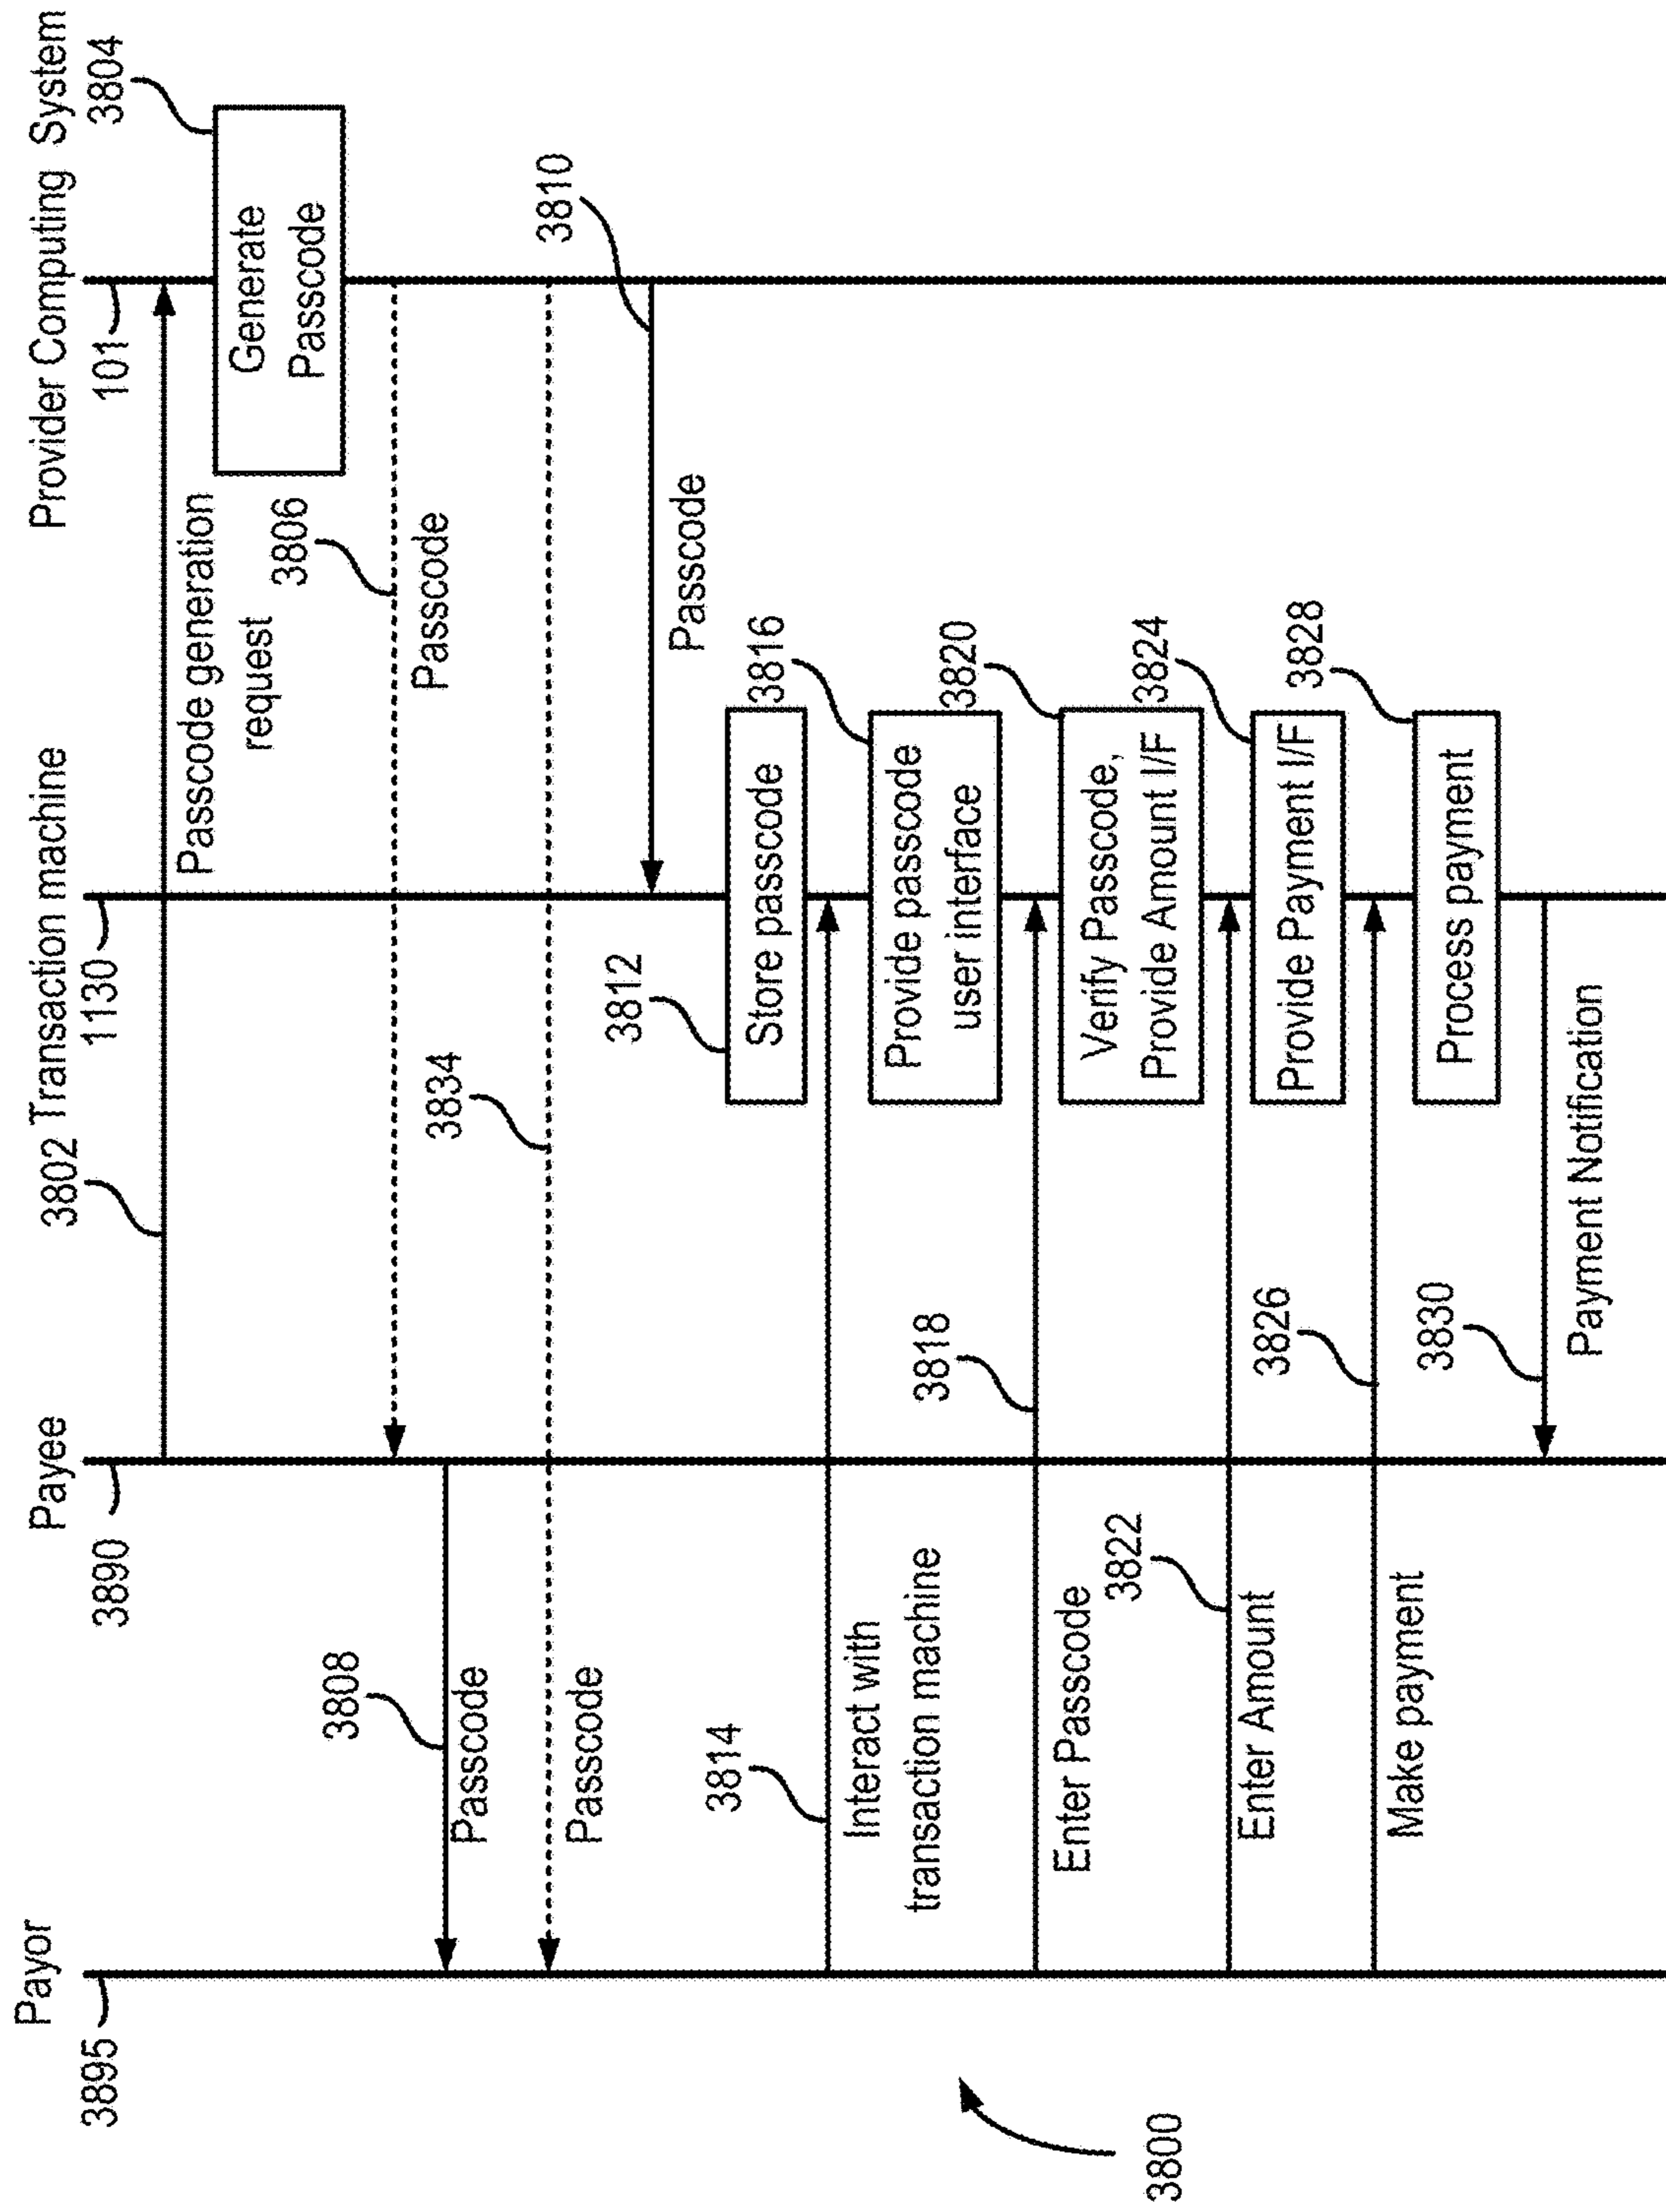 Payor
3895
Payee
3890
3802
Transaction machine
1130
Provider Computing System
101
3804
Passcode generation
request
Generate
Passcode
3806
Passcode
3808
Passcode
3834
Passcode
3810
Passcode
3812
Store passcode
3814
Interact with
transaction machine
3816
Provide passcode
user interface
3818
Enter Passcode
3820
Verify Passcode,
Provide Amount I/F
3822
Enter Amount
3824
Provide Payment I/F
3826
Make payment
3828
Process payment
3830
Payment Notification
3800